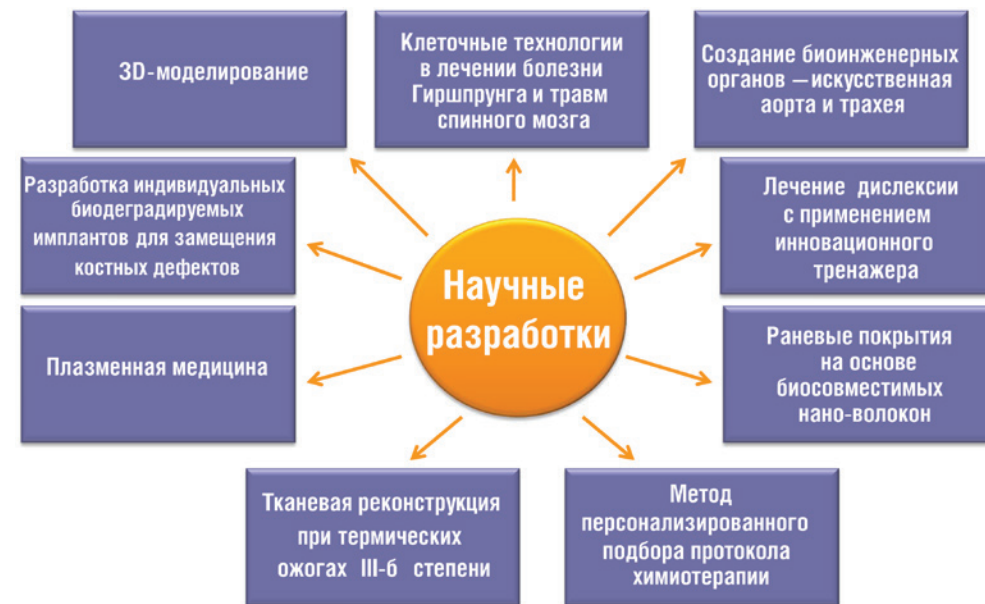 3D-моделирование
Клеточные технологии
в лечении болезни
Гиршпрунга и травм
спинного мозга
Создание биоинженерных
органов — искусственная
аорта и трахея
Разработка индивидуальных
биодеградируемых
имплантов для замещения
костных дефектов
Научные
разработки
Лечение дислексии
с применением
инновационного
тренажера
Плазменная медицина
Раневые покрытия
на основе
биосовместимых
нано-волокон
Тканевая реконструкция
при термических
ожогах III-б степени
Метод
персонализированного
подбора протокола
химиотерапии